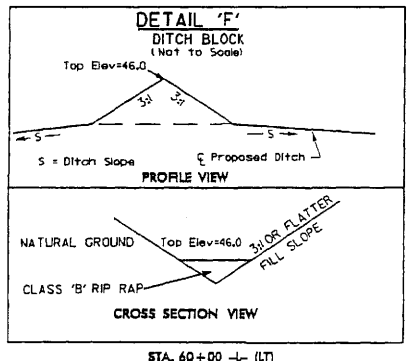 DETAIL 'F'
DITCH BLOCK
(Not to Scale)
Top Elev=46.0
3:1 3:1
S S
S = Ditch Slope
℄ Proposed Ditch
PROFILE VIEW
NATURAL GROUND
Top Elev=46.0
3:1 OR FLATTER
FILL SLOPE
CLASS 'B' RIP RAP
CROSS SECTION VIEW
STA. 60+00 -L- (LT)